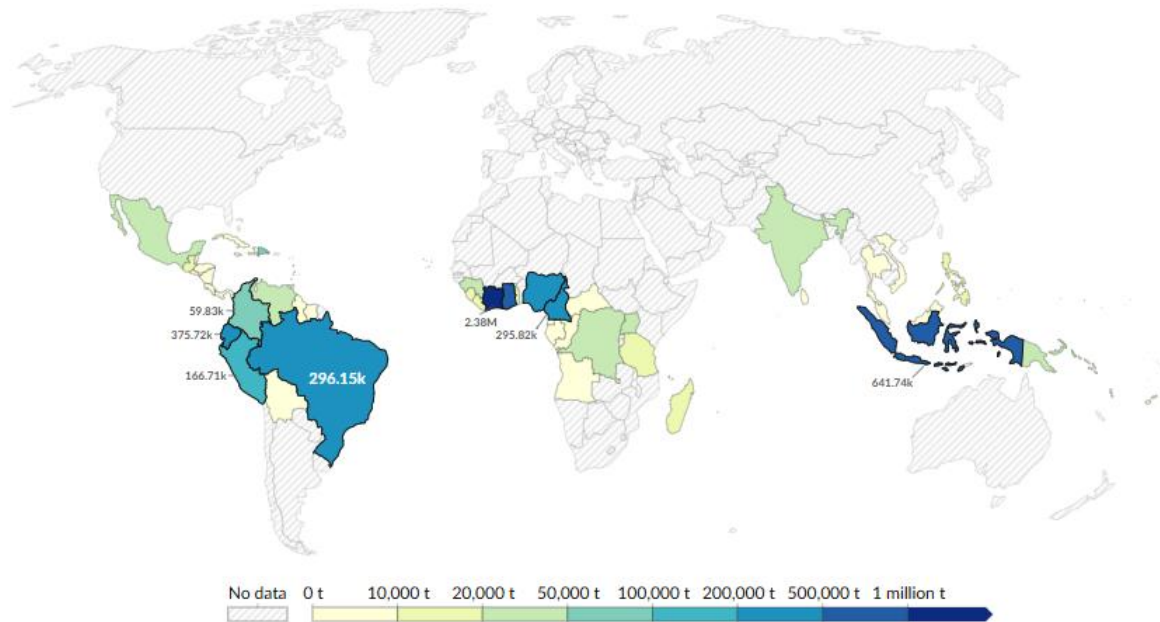 59.83k
375.72k
166.71k
296.15k
2.38M
295.82k
641.74k
No data 0 t 10,000 t 20,000 t 50,000 t 100,000 t 200,000 t 500,000 t 1 million t